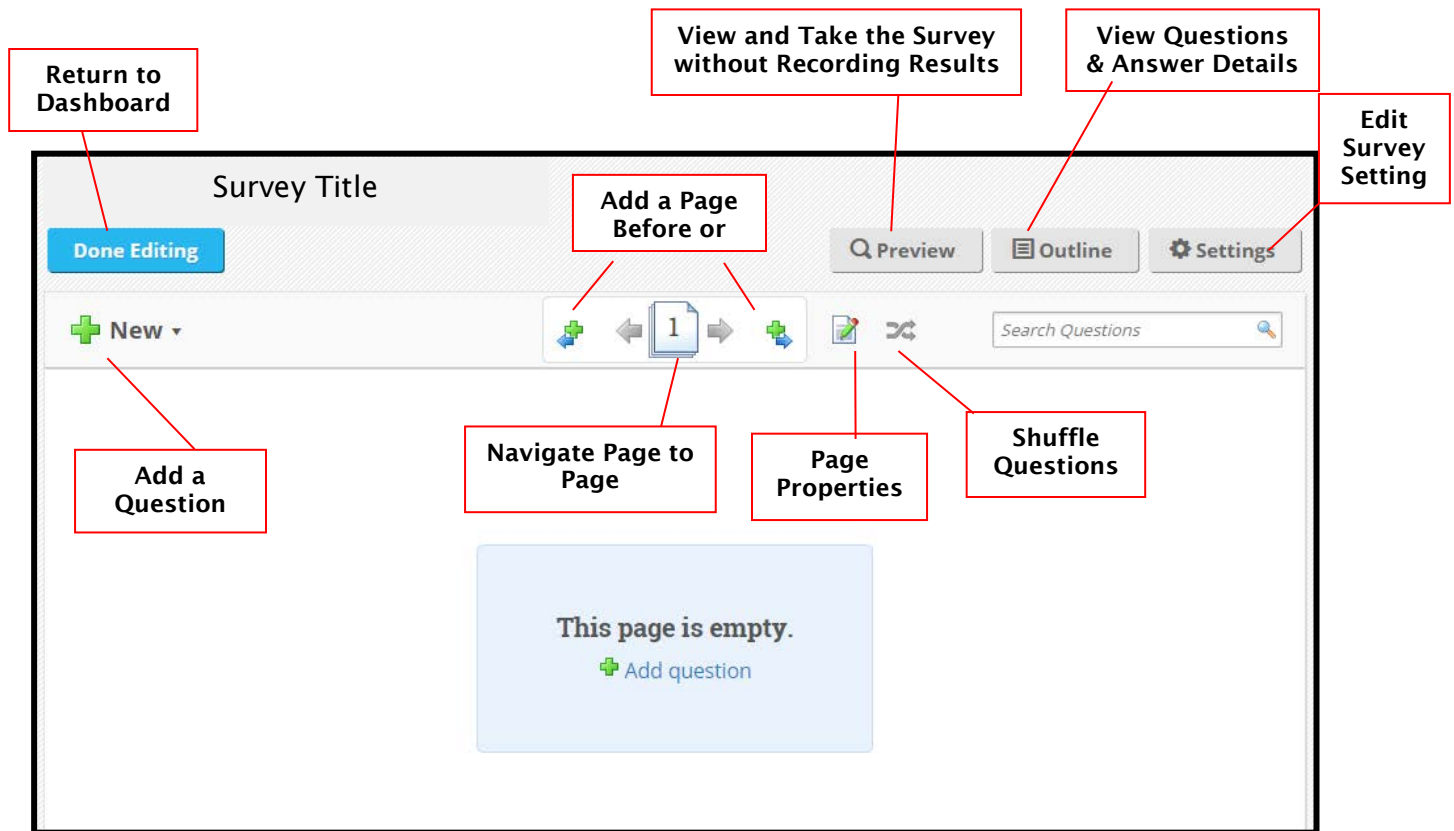 View and Take the Survey
without Recording Results
View Questions
& Answer Details
Return to
Dashboard
Edit
Survey
Setting
Survey Title
Add a Page
Before or
Done Editing
Preview
Outline
Settings
New
1
Search Questions
Navigate Page to
Page
Page
Properties
Shuffle
Questions
Add a
Question
This page is empty.
Add question